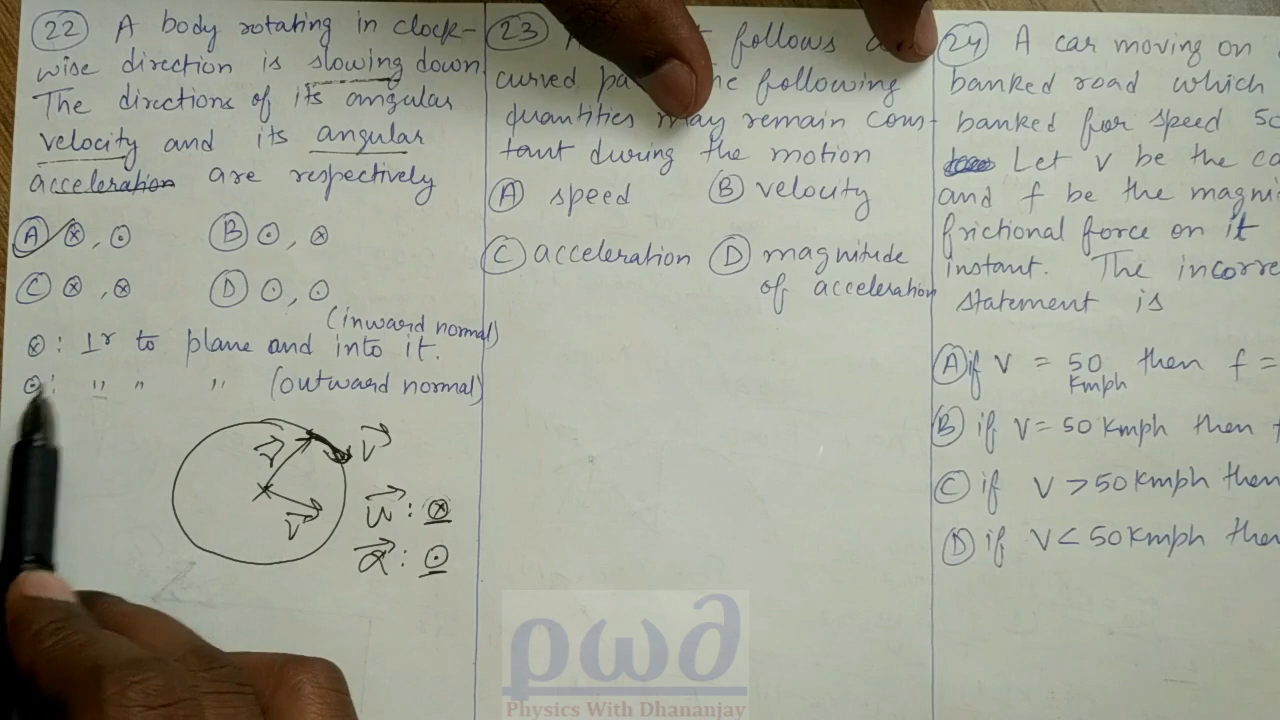 22 A body rotating in clock-
wise direction is slowing down
The directions of its angular
velocity and its angular
acceleration are respectively
A ⊗, ⊙ B ⊙, ⊗
C ⊗, ⊗ D ⊙, ⊙
(inward normal)
⊗: ⊥r to plane and into it.
⊙: " " " (outward normal)
r v
v
ω: ⊗
α: ⊙
23 follows a
curved following
quantities may remain cons-
tant during the motion
A speed B velocity
C acceleration D magnitude
of acceleration
24 A car moving on
banked road which
banked for speed 50
Let v be the
and f be the
frictional force on it
instant. The
statement is
A if V = 50 then f =
Kmph
B if V = 50 Kmph then
C if V > 50 Kmph then
D if V < 50 Kmph then
ρω∂
Physics With Dhananjay